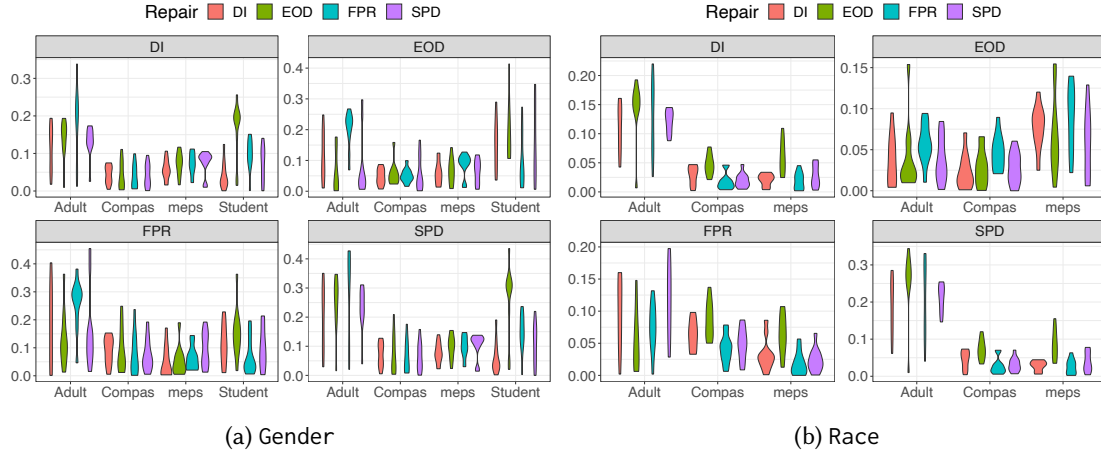 Repair DI EOD FPR SPD
DI EOD
0.3
0.2
0.1
0.0
0.4
0.3
0.2
0.1
0.0
Adult Compas meps Student
Adult Compas meps Student
FPR SPD
0.4
0.3
0.2
0.1
0.0
0.4
0.3
0.2
0.1
0.0
Adult Compas meps Student
Adult Compas meps Student
(a) Gender
Repair DI EOD FPR SPD
DI EOD
0.20
0.15
0.10
0.05
0.00
0.15
0.10
0.05
0.00
Adult Compas meps
Adult Compas meps
FPR SPD
0.20
0.15
0.10
0.05
0.00
0.3
0.2
0.1
0.0
Adult Compas meps
Adult Compas meps
(b) Race